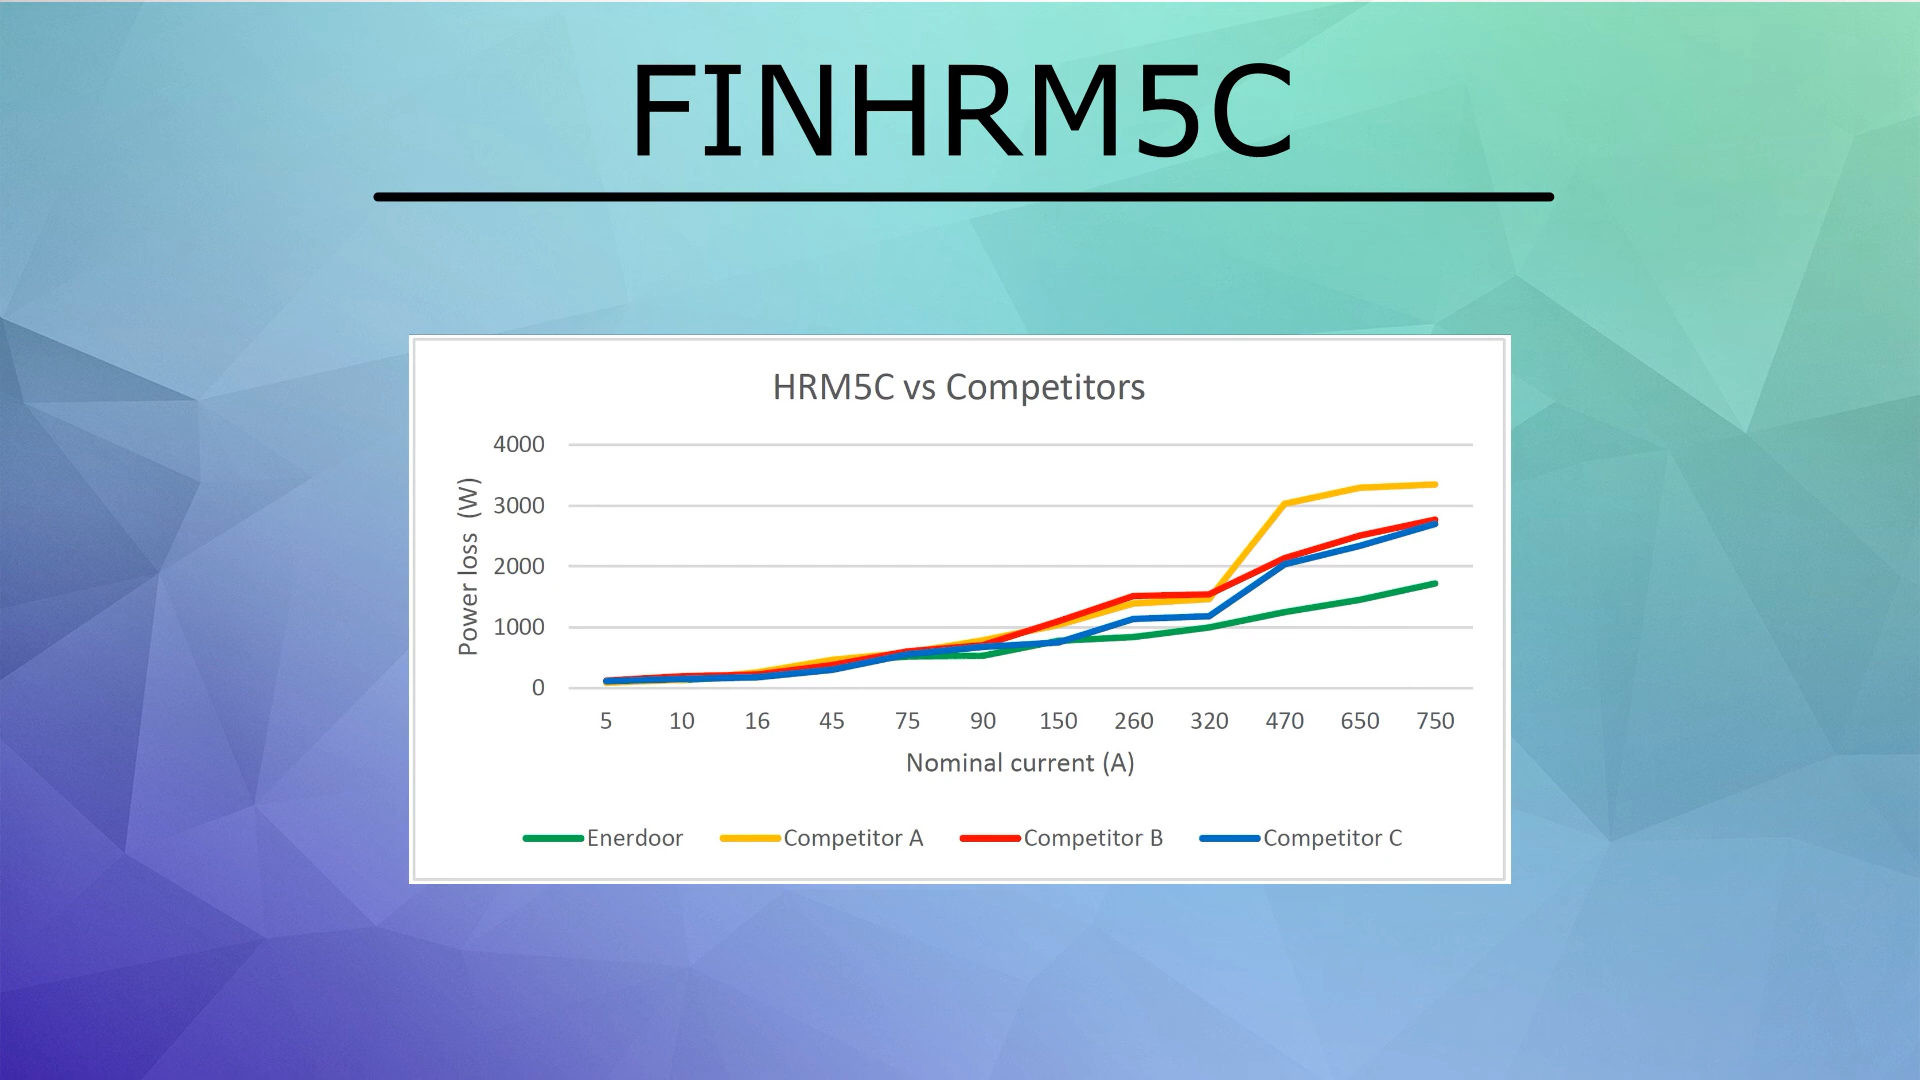 FINHRM5C
HRM5C vs Competitors
4000
3000
2000
1000
0
Power loss (W)
5 10 16 45 75 90 150 260 320 470 650 750
Nominal current (A)
Enerdoor Competitor A Competitor B Competitor C